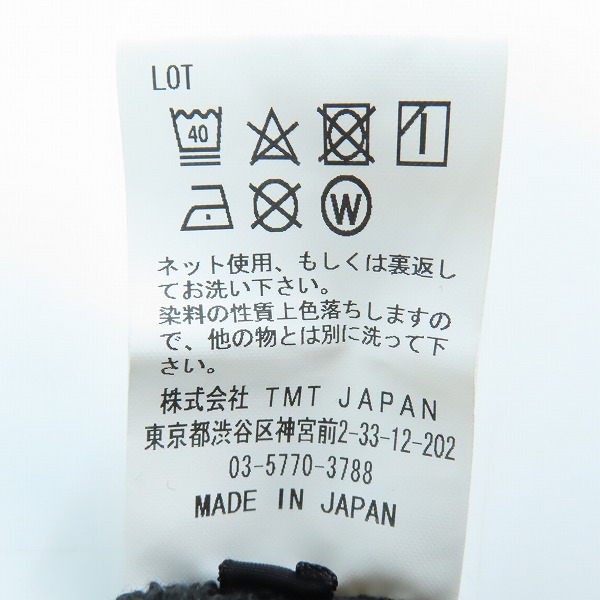 LOT
40
W
ネット使用、もしくは裏返し
てお洗い下さい。
染料の性質上色落ちしますの
で、他の物とは別に洗って下
さい。
株式会社 TMT JAPAN
東京都渋谷区神宮前2-33-12-202
03-5770-3788
MADE IN JAPAN